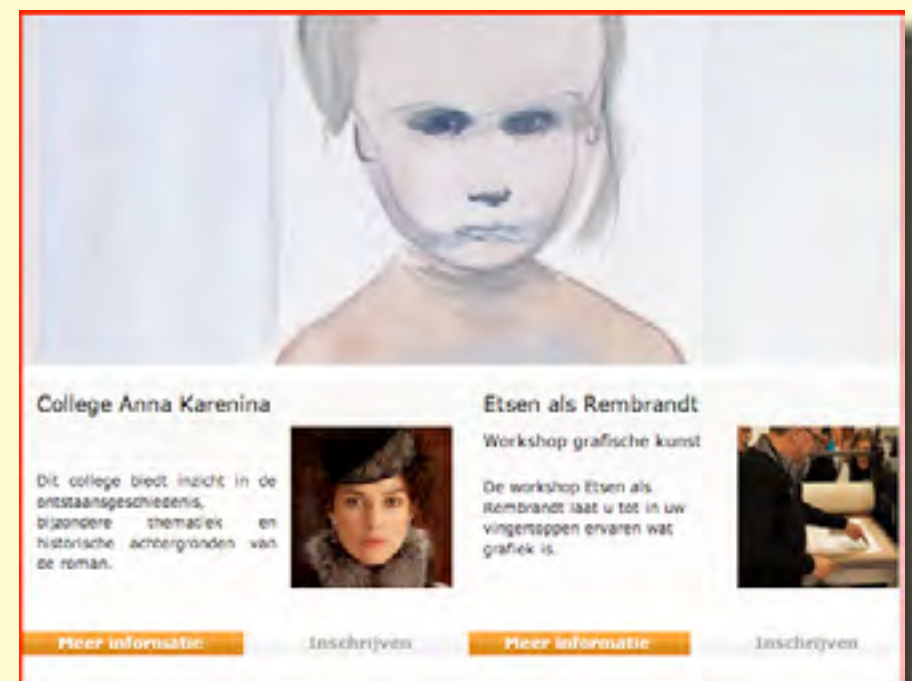 College Anna Karenina
Dit college biedt inzicht in de
ontstaansgeschiedenis,
bijzondere thematiek en
historische achtergronden van
de roman.
Meer informatie
Inschrijven
Etsen als Rembrandt
Workshop grafische kunst
De workshop Etsen als
Rembrandt laat u tot in uw
vingertoppen ervaren wat
grafiek is.
Meer informatie
Inschrijven